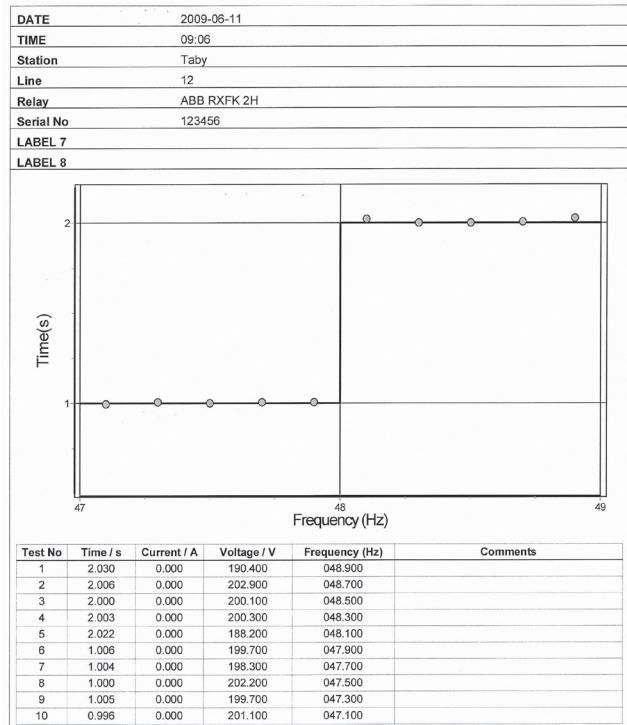 DATE 2009-06-11
TIME 09:06
Station Taby
Line 12
Relay ABB RXFK 2H
Serial No 123456
LABEL 7
LABEL 8
2
Time(s)
1
47 48 49
Frequency (Hz)
Test No Time / s Current / A Voltage / V Frequency (Hz) Comments
1 2.030 0.000 190.400 048.900
2 2.006 0.000 202.900 048.700
3 2.000 0.000 200.100 048.500
4 2.003 0.000 200.300 048.300
5 2.022 0.000 188.200 048.100
6 1.006 0.000 199.700 047.900
7 1.004 0.000 198.300 047.700
8 1.000 0.000 202.200 047.500
9 1.005 0.000 199.700 047.300
10 0.996 0.000 201.100 047.100